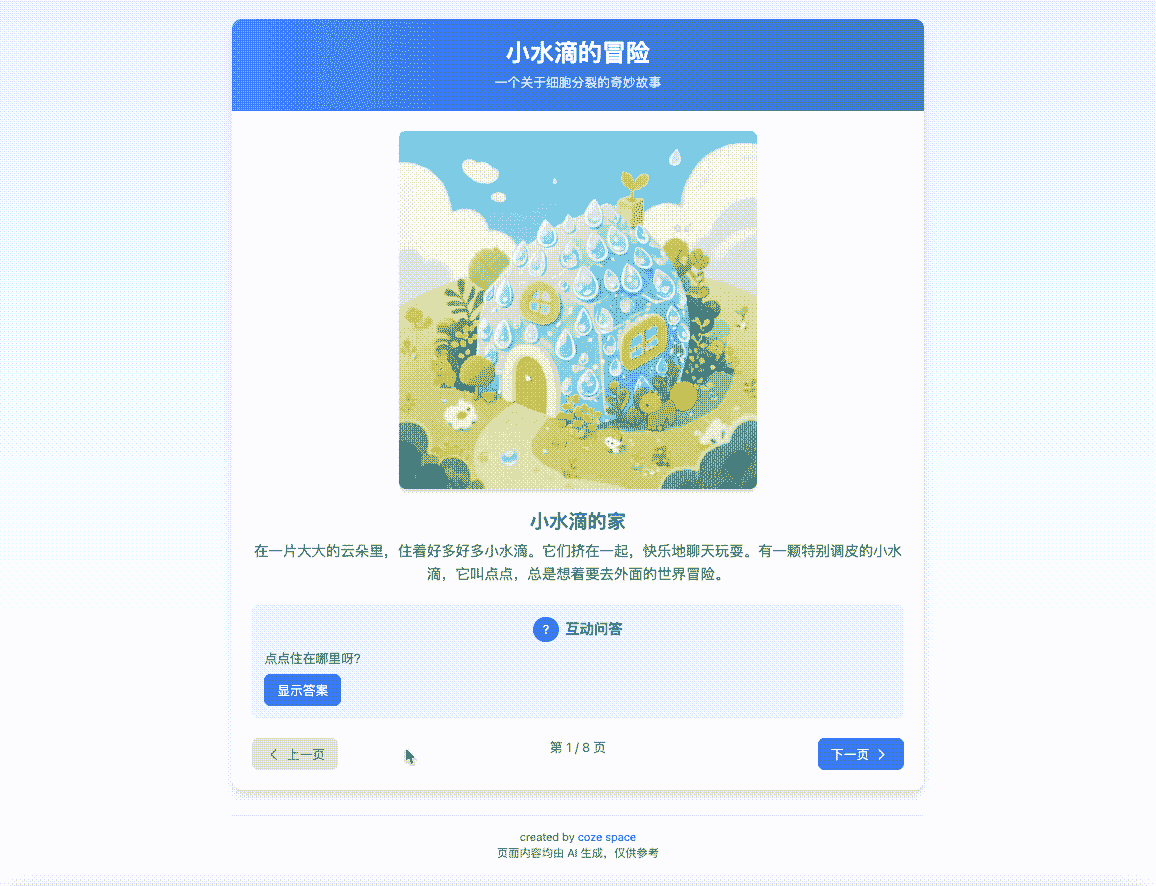 小水滴的冒险
一个关于细胞分裂的奇妙故事
小水滴的家
在一片大大的云朵里，住着好多好多小水滴。它们挤在一起，快乐地聊天玩耍。有一颗特别调皮的小水
滴，它叫点点，总是想着要去外面的世界冒险。
? 互动问答
点点住在哪里呀?
显示答案
上一页
第 1 / 8 页
下一页
created by coze space
页面内容均由 AI 生成，仅供参考